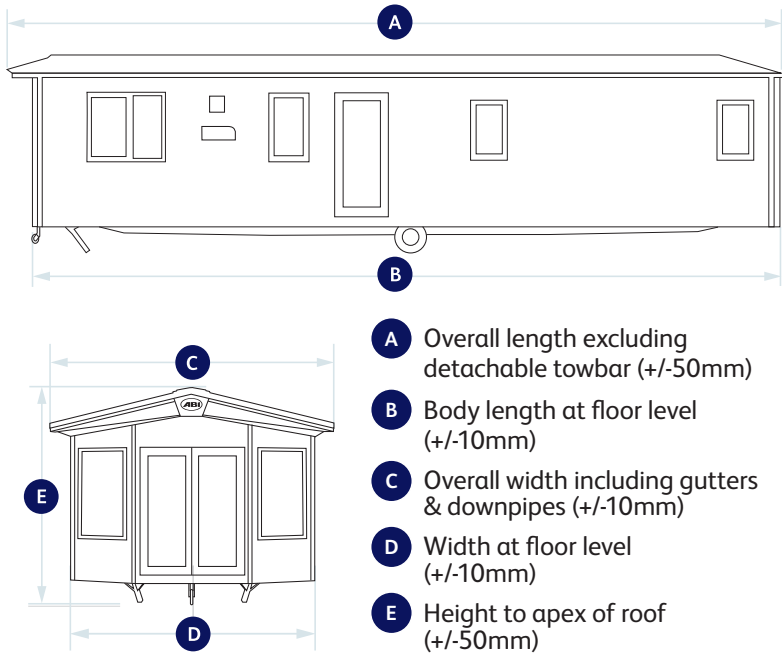 A
B
C
ABI
E
D
A Overall length excluding
detachable towbar (+/-50mm)
B Body length at floor level
(+/-10mm)
C Overall width including gutters
& downpipes (+/-10mm)
D Width at floor level
(+/-10mm)
E Height to apex of roof
(+/-50mm)